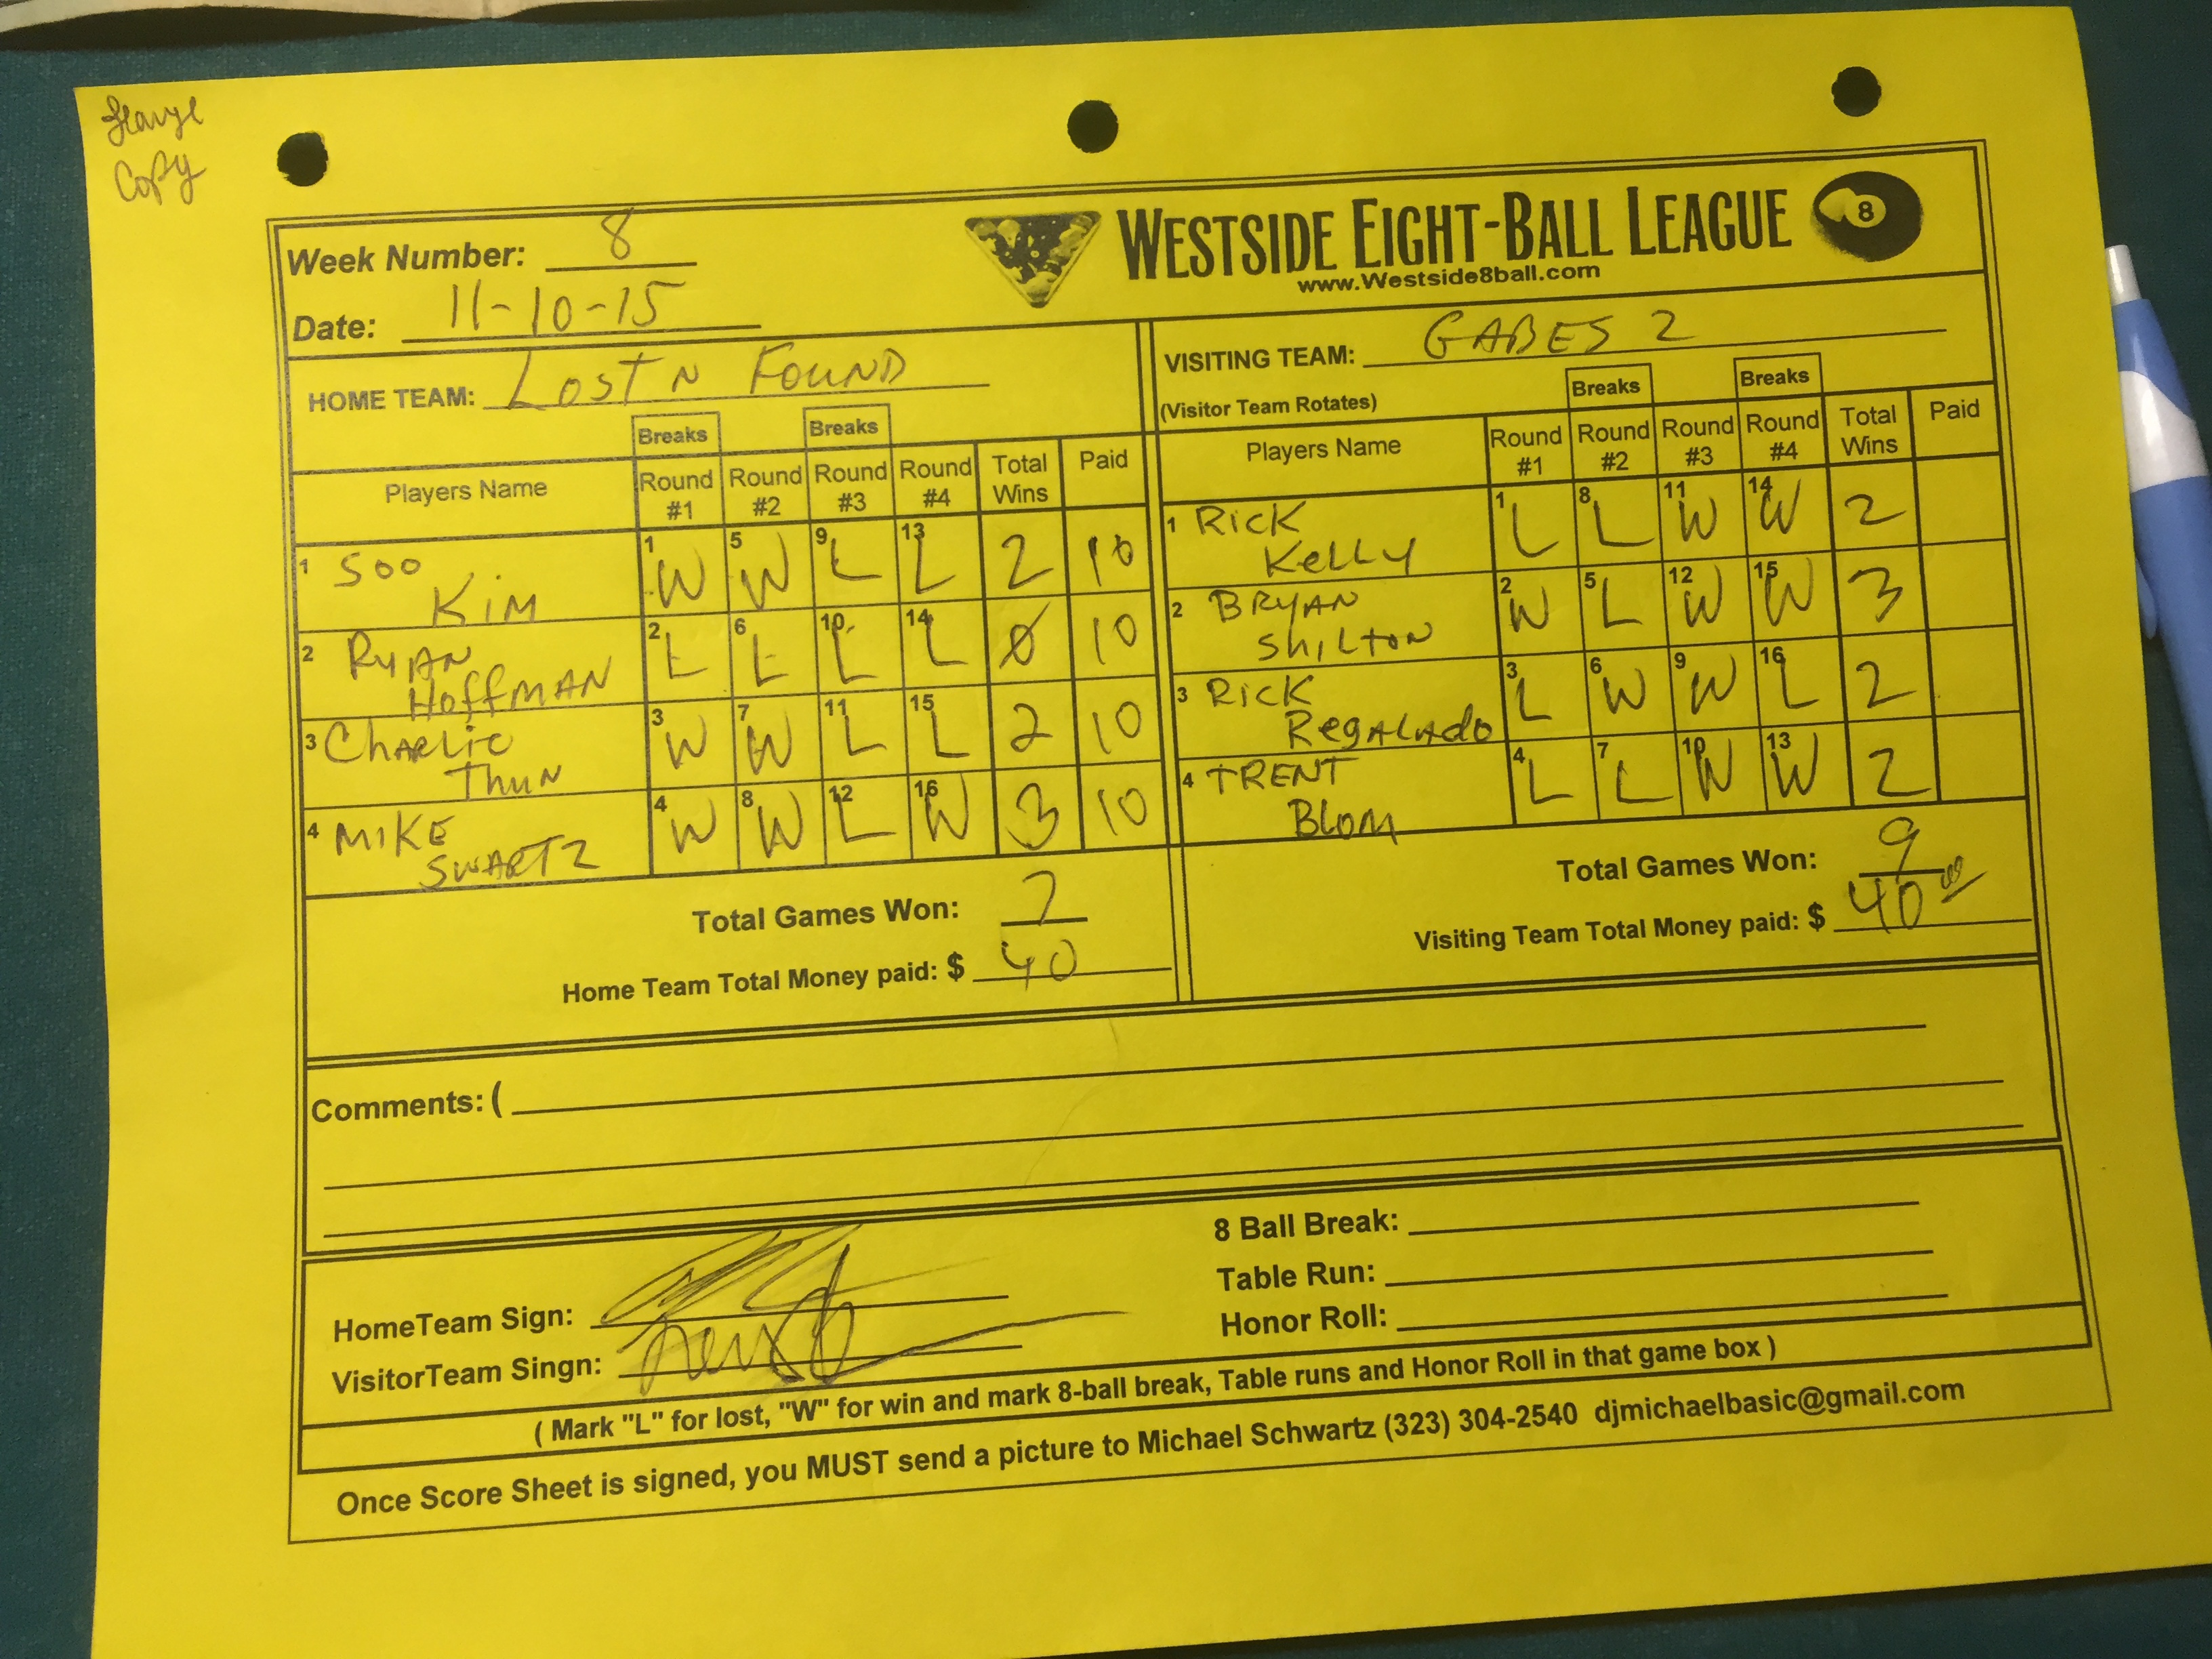 Copy
Week Number: 8
Date: 11-10-15
WESTSIDE EIGHT-BALL LEAGUE 8
www.Westside8ball.com
HOME TEAM: LOST N FOUND
VISITING TEAM: GABES 2
(Visitor Team Rotates)
Breaks Breaks
Players Name Round #1 Round #2 Round #3 Round #4 Total Wins Paid
1 SOO KIM 1 W 5 W 9 L 13 L 2 10
2 RYAN HoffMAN 2 L 6 L 10 L 14 L 0 10
3 CHARLIE THUN 3 W 7 W 11 L 15 L 2 10
4 MIKE SWARTZ 4 W 8 W 12 L 16 W 3 10
Total Games Won: 7
Home Team Total Money paid: $ 40
Breaks Breaks
Players Name Round #1 Round #2 Round #3 Round #4 Total Wins Paid
1 RICK KELLY 1 L 8 L 11 W 14 W 2
2 BRYAN SHILTON 2 W 5 L 12 W 15 W 3
3 RICK RegALAdo 3 L 6 W 9 W 16 L 2
4 TRENT BLOM 4 L 7 L 10 W 13 W 2
Total Games Won: 9
Visiting Team Total Money paid: $ 40 00
Comments: (
8 Ball Break:
Table Run:
Honor Roll:
HomeTeam Sign:
VisitorTeam Singn:
( Mark "L" for lost, "W" for win and mark 8-ball break, Table runs and Honor Roll in that game box )
Once Score Sheet is signed, you MUST send a picture to Michael Schwartz (323) 304-2540 djmichaelbasic@gmail.com